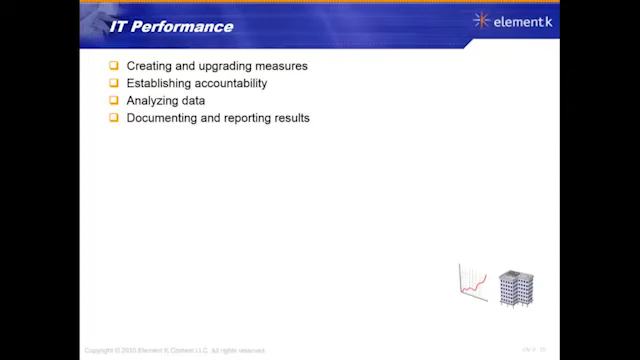 IT Performance
element k
Creating and upgrading measures
Establishing accountability
Analyzing data
Documenting and reporting results
Copyright © 2010 Element K Content LLC. All rights reserved.